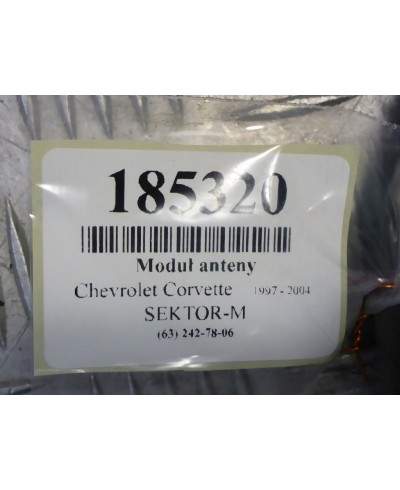 185320
Moduł anteny
Chevrolet Corvette 1997 - 2004
SEKTOR-M
(63) 242-78-06